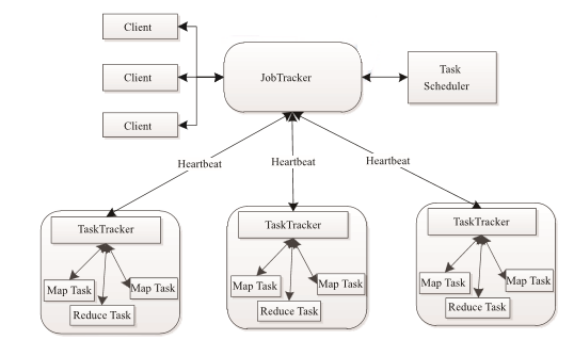 Client
Client
Client
JobTracker
Task
Scheduler
Heartbeat
Heartbeat
Heartbeat
TaskTracker
Map Task
Map Task
Reduce Task
TaskTracker
Map Task
Map Task
Reduce Task
TaskTracker
Map Task
Map Task
Reduce Task